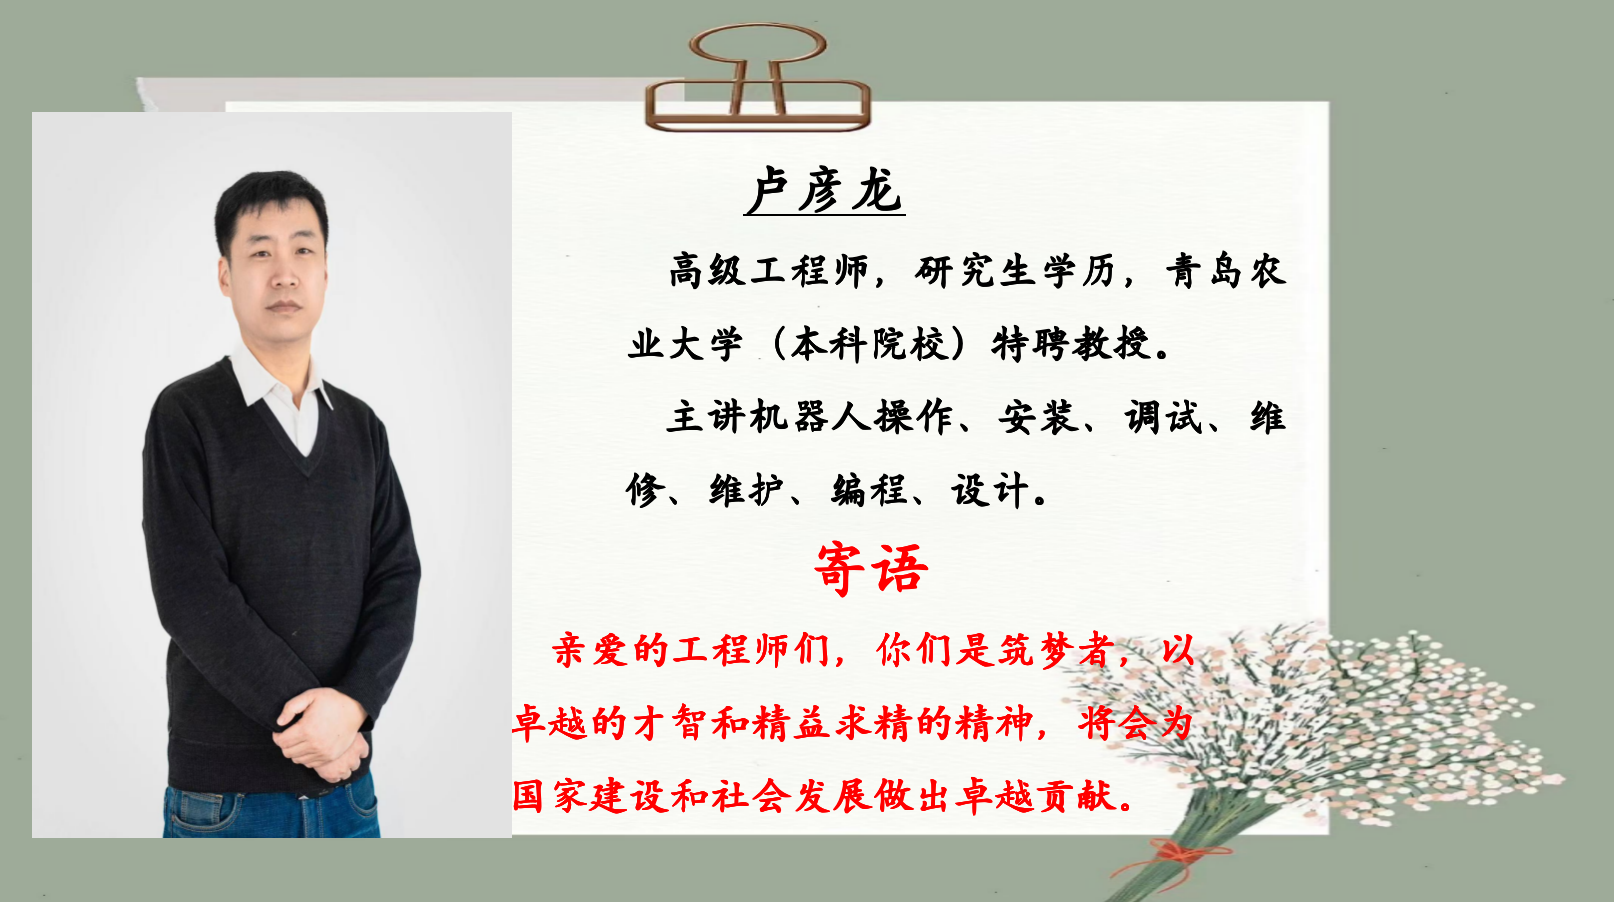 卢彦龙
高级工程师，研究生学历，青岛农
业大学（本科院校）特聘教授。
主讲机器人操作、安装、调试、维
修、维护、编程、设计。
寄语
亲爱的工程师们，你们是筑梦者，以
卓越的才智和精益求精的精神，将会为
国家建设和社会发展做出卓越贡献。